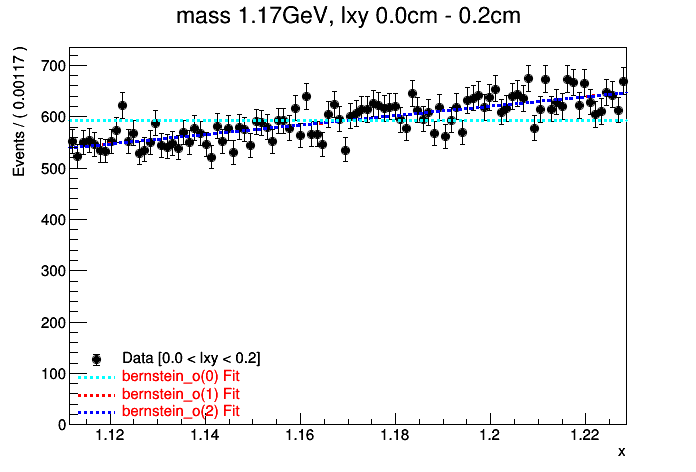 mass 1.17GeV, lxy 0.0cm - 0.2cm
Events / ( 0.00117 )
700
600
500
400
300
200
100
0
Data [0.0 < lxy < 0.2]
bernstein_o(0) Fit
bernstein_o(1) Fit
bernstein_o(2) Fit
1.12 1.14 1.16 1.18 1.2 1.22
x